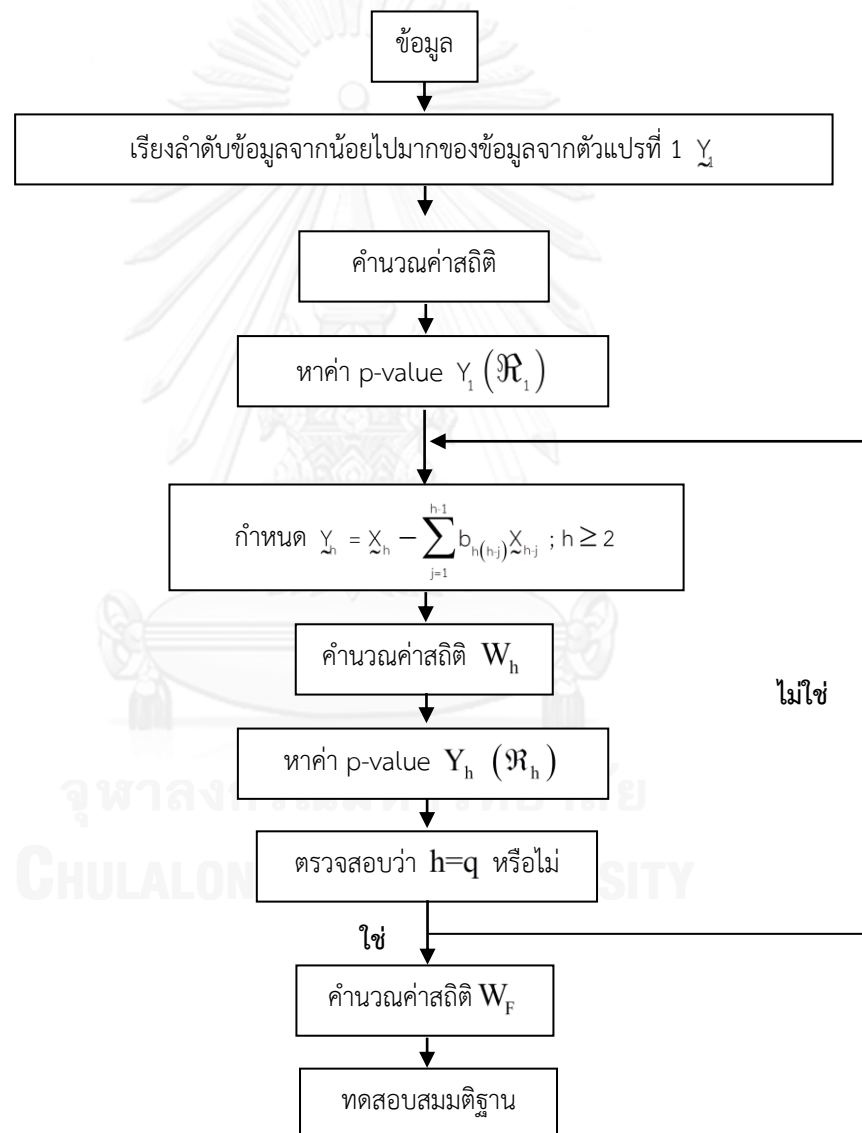 ข้อมูล
เรียงลำดับข้อมูลจากน้อยไปมากของข้อมูลจากตัวแปรที่ 1 Y̰₁
คำนวณค่าสถิติ
หาค่า p-value Y₁ (ℜ₁)
กำหนด Y̰ₕ = X̰ₕ − ∑_{j=1}^{h-1} b_{h(h-j)} X̰_{h-j} ; h ≥ 2
คำนวณค่าสถิติ Wₕ
ไม่ใช่
หาค่า p-value Yₕ (ℜₕ)
ตรวจสอบว่า h=q หรือไม่
ใช่
คำนวณค่าสถิติ W_F
ทดสอบสมมติฐาน